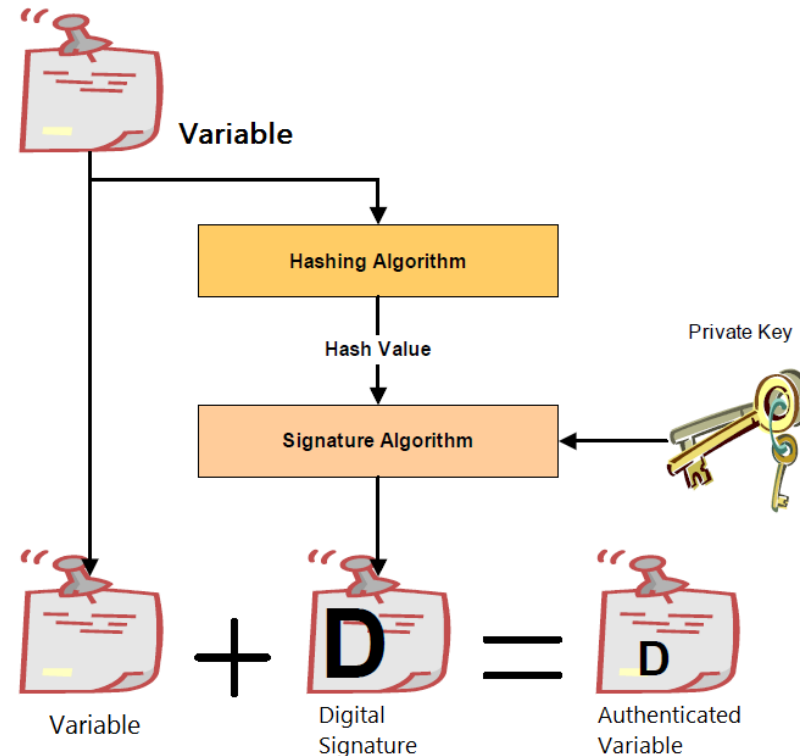 Variable
Hashing Algorithm
Hash Value
Private Key
Signature Algorithm
D
D
Variable
Digital
Signature
Authenticated
Variable